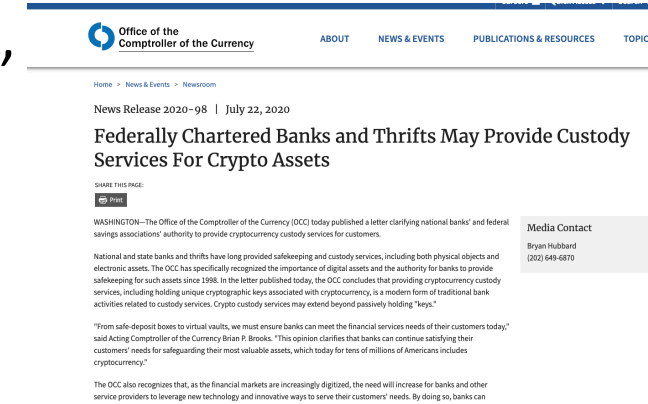 Office of the
Comptroller of the Currency
ABOUT NEWS & EVENTS PUBLICATIONS & RESOURCES
Home > News & Events > Newsroom
News Release 2020-98 | July 22, 2020
Federally Chartered Banks and Thrifts May Provide Custody
Services For Crypto Assets
SHARE THIS PAGE:
Print
WASHINGTON—The Office of the Comptroller of the Currency (OCC) today published a letter clarifying national banks' and federal
savings associations' authority to provide cryptocurrency custody services for customers.
Media Contact
Bryan Hubbard
(202) 649-6870
National and state banks and thrifts have long provided safekeeping and custody services, including both physical objects and
electronic assets. The OCC has specifically recognized the importance of digital assets and the authority for banks to provide
safekeeping for such assets since 1998. In the letter published today, the OCC concludes that providing cryptocurrency custody
services, including holding unique cryptographic keys associated with cryptocurrency, is a modern form of traditional bank
activities related to custody services. Crypto custody services may extend beyond passively holding "keys."
"From safe-deposit boxes to virtual vaults, we must ensure banks can meet the financial services needs of their customers today,"
said Acting Comptroller of the Currency Brian P. Brooks. "This opinion clarifies that banks can continue satisfying their
customers' needs for safeguarding their most valuable assets, which today for tens of millions of Americans includes
cryptocurrency."
The OCC also recognizes that, as the financial markets are increasingly digitized, the need will increase for banks and other
service providers to leverage new technology and innovative ways to serve their customers' needs. By doing so, banks can